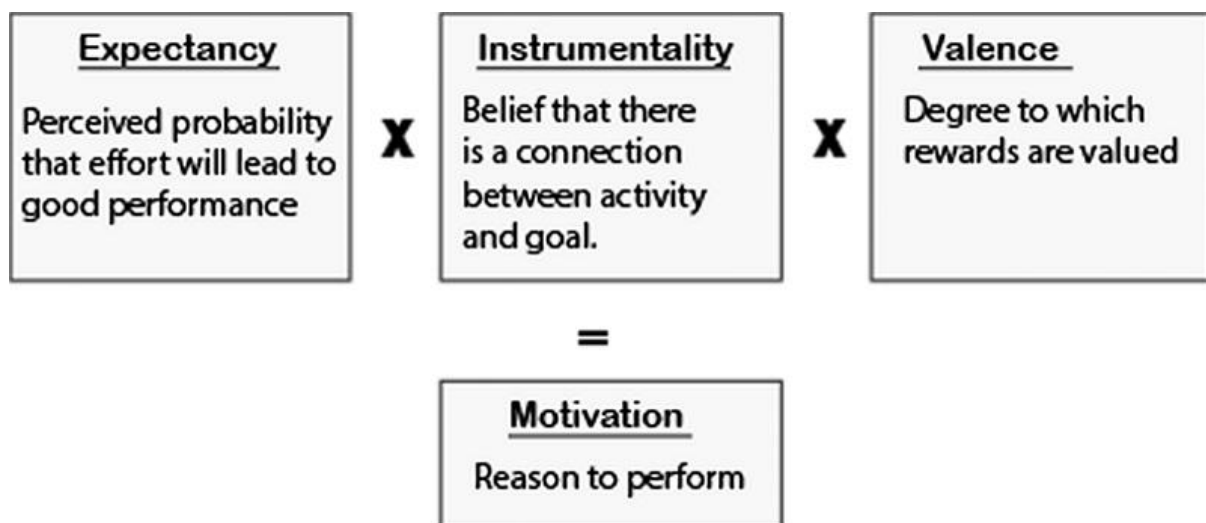 Expectancy
Perceived probability
that effort will lead to
good performance
X
Instrumentality
Belief that there
is a connection
between activity
and goal.
X
Valence
Degree to which
rewards are valued
=
Motivation
Reason to perform